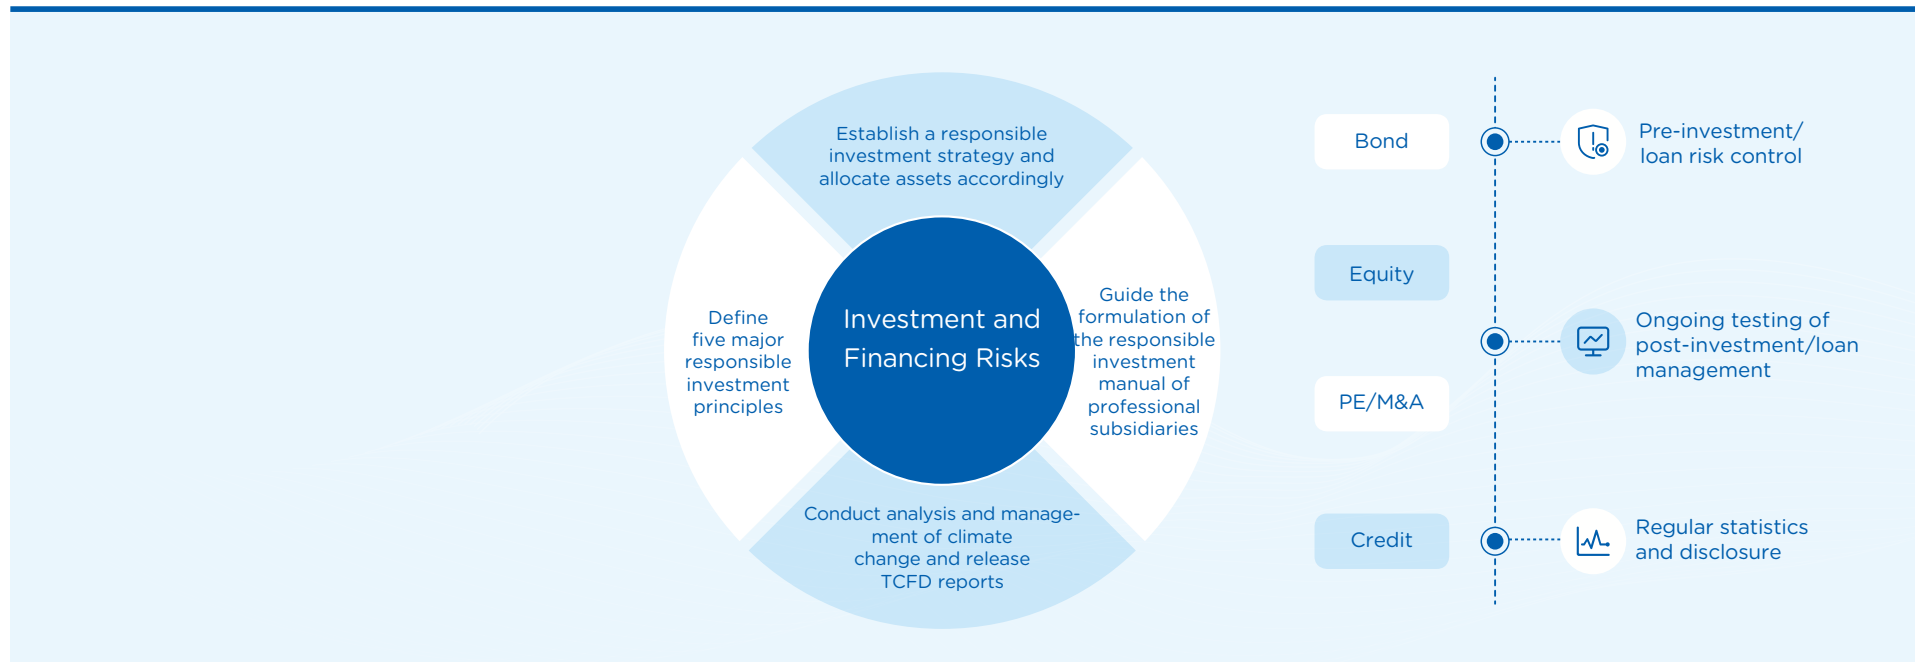 Establish a responsible
investment strategy and
allocate assets accordingly
Define
five major
responsible
investment
principles
Investment and
Financing Risks
Guide the
formulation of
the responsible
investment
manual of
professional
subsidiaries
Conduct analysis and manage-
ment of climate
change and release
TCFD reports
Bond
Equity
PE/M&A
Credit
Pre-investment/
loan risk control
Ongoing testing of
post-investment/loan
management
Regular statistics
and disclosure